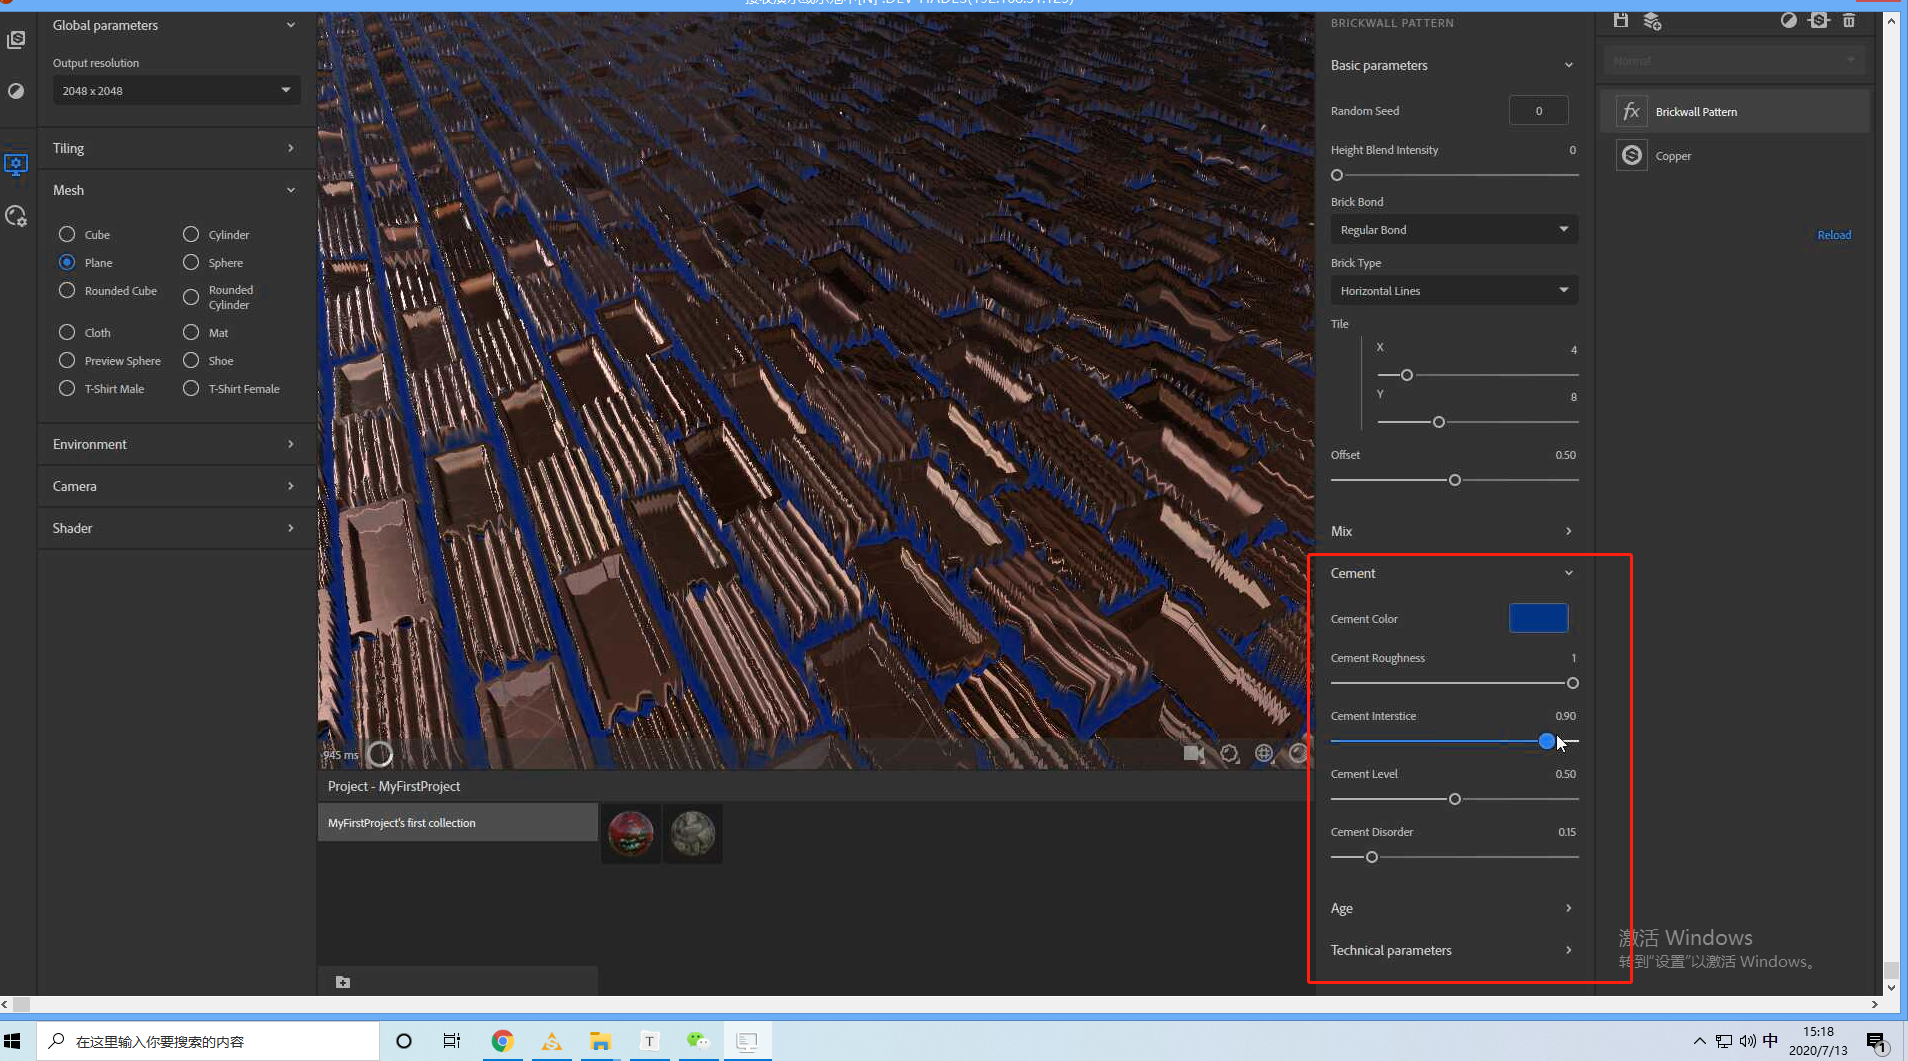 Global parameters
Output resolution
2048 x 2048
Tiling
Mesh
Cube
Cylinder
Plane
Sphere
Rounded Cube
Rounded
Cylinder
Cloth
Mat
Preview Sphere
Shoe
T-Shirt Male
T-Shirt Female
Environment
Camera
Shader
945 ms
Project - MyFirstProject
MyFirstProject's first collection
BRICKWALL PATTERN
Basic parameters
Random Seed
0
Height Blend Intensity
0
Brick Bond
Regular Bond
Brick Type
Horizontal Lines
Tile
X
4
Y
8
Offset
0.50
Mix
Cement
Cement Color
Cement Roughness
1
Cement Interstice
0.90
Cement Level
0.50
Cement Disorder
0.15
Age
Technical parameters
Normal
fx
Brickwall Pattern
Copper
Reload
激活 Windows
转到“设置”以激活 Windows。
在这里输入你要搜索的内容
T
中
15:18
2020/7/13
1